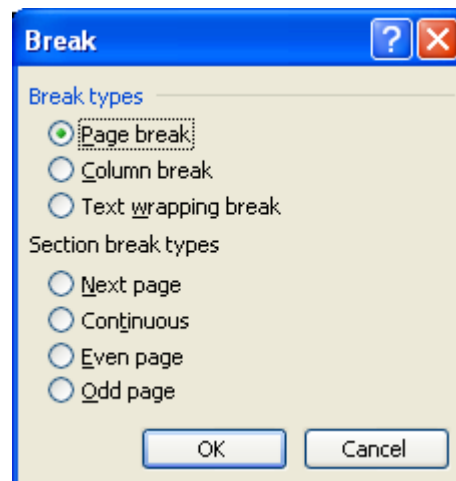 Break
?
Break types
Page break
Column break
Text wrapping break
Section break types
Next page
Continuous
Even page
Odd page
OK Cancel